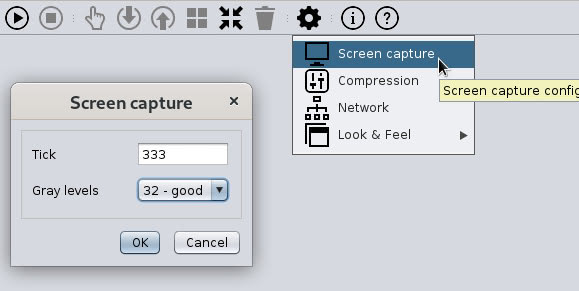 Screen capture
Compression
Network
Look & Feel
Screen capture config
Screen capture
Tick
333
Gray levels
32 - good
OK
Cancel